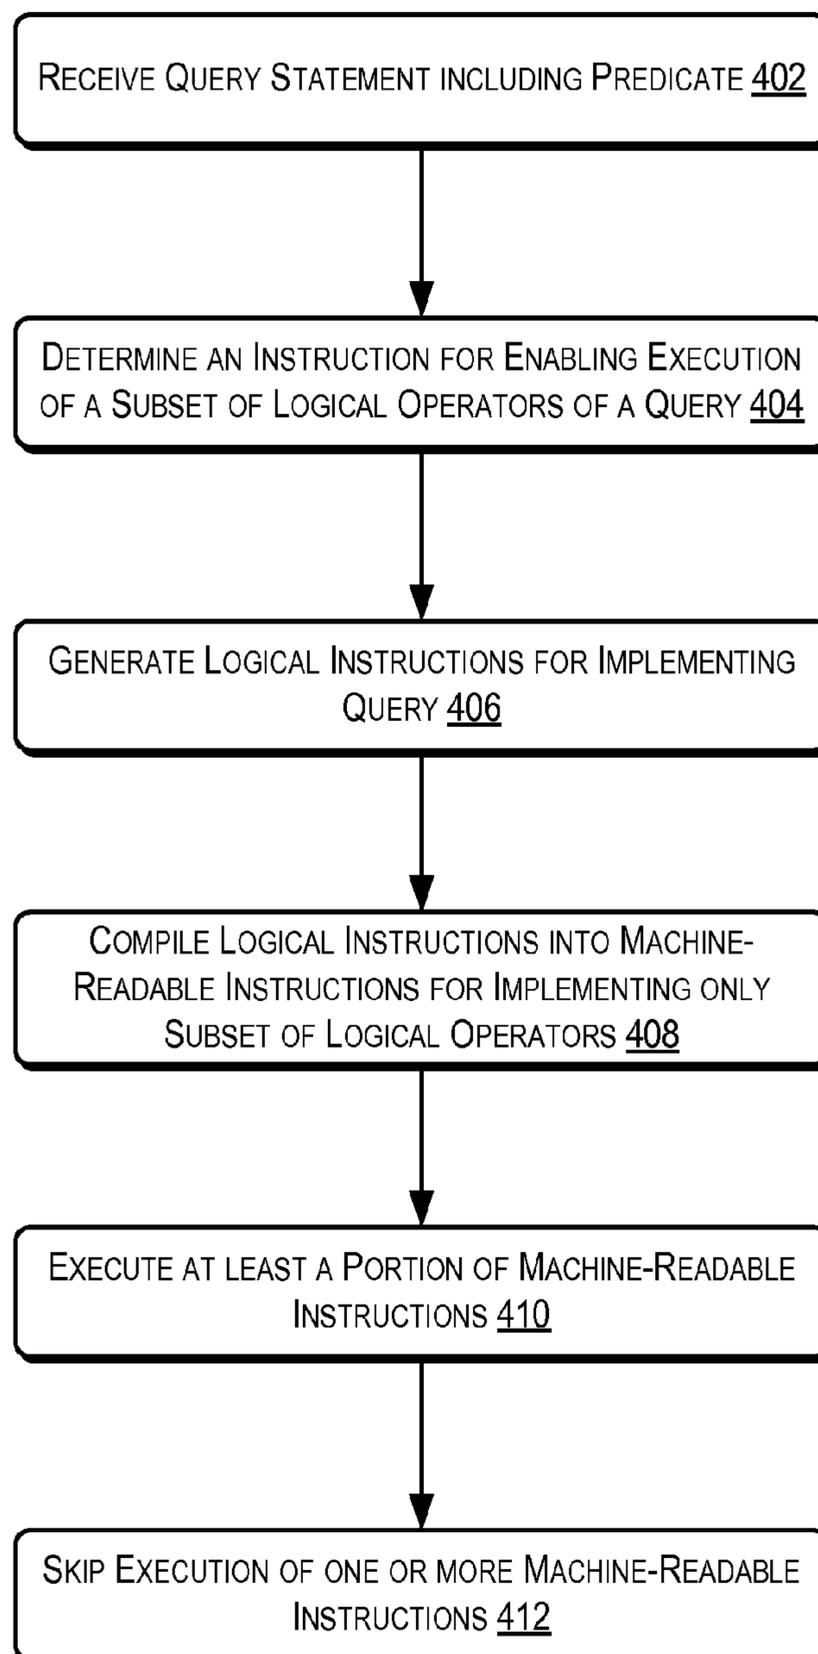 RECEIVE QUERY STATEMENT INCLUDING PREDICATE 402
DETERMINE AN INSTRUCTION FOR ENABLING EXECUTION
OF A SUBSET OF LOGICAL OPERATORS OF A QUERY 404
GENERATE LOGICAL INSTRUCTIONS FOR IMPLEMENTING
QUERY 406
COMPILE LOGICAL INSTRUCTIONS INTO MACHINE-
READABLE INSTRUCTIONS FOR IMPLEMENTING ONLY
SUBSET OF LOGICAL OPERATORS 408
EXECUTE AT LEAST A PORTION OF MACHINE-READABLE
INSTRUCTIONS 410
SKIP EXECUTION OF ONE OR MORE MACHINE-READABLE
INSTRUCTIONS 412